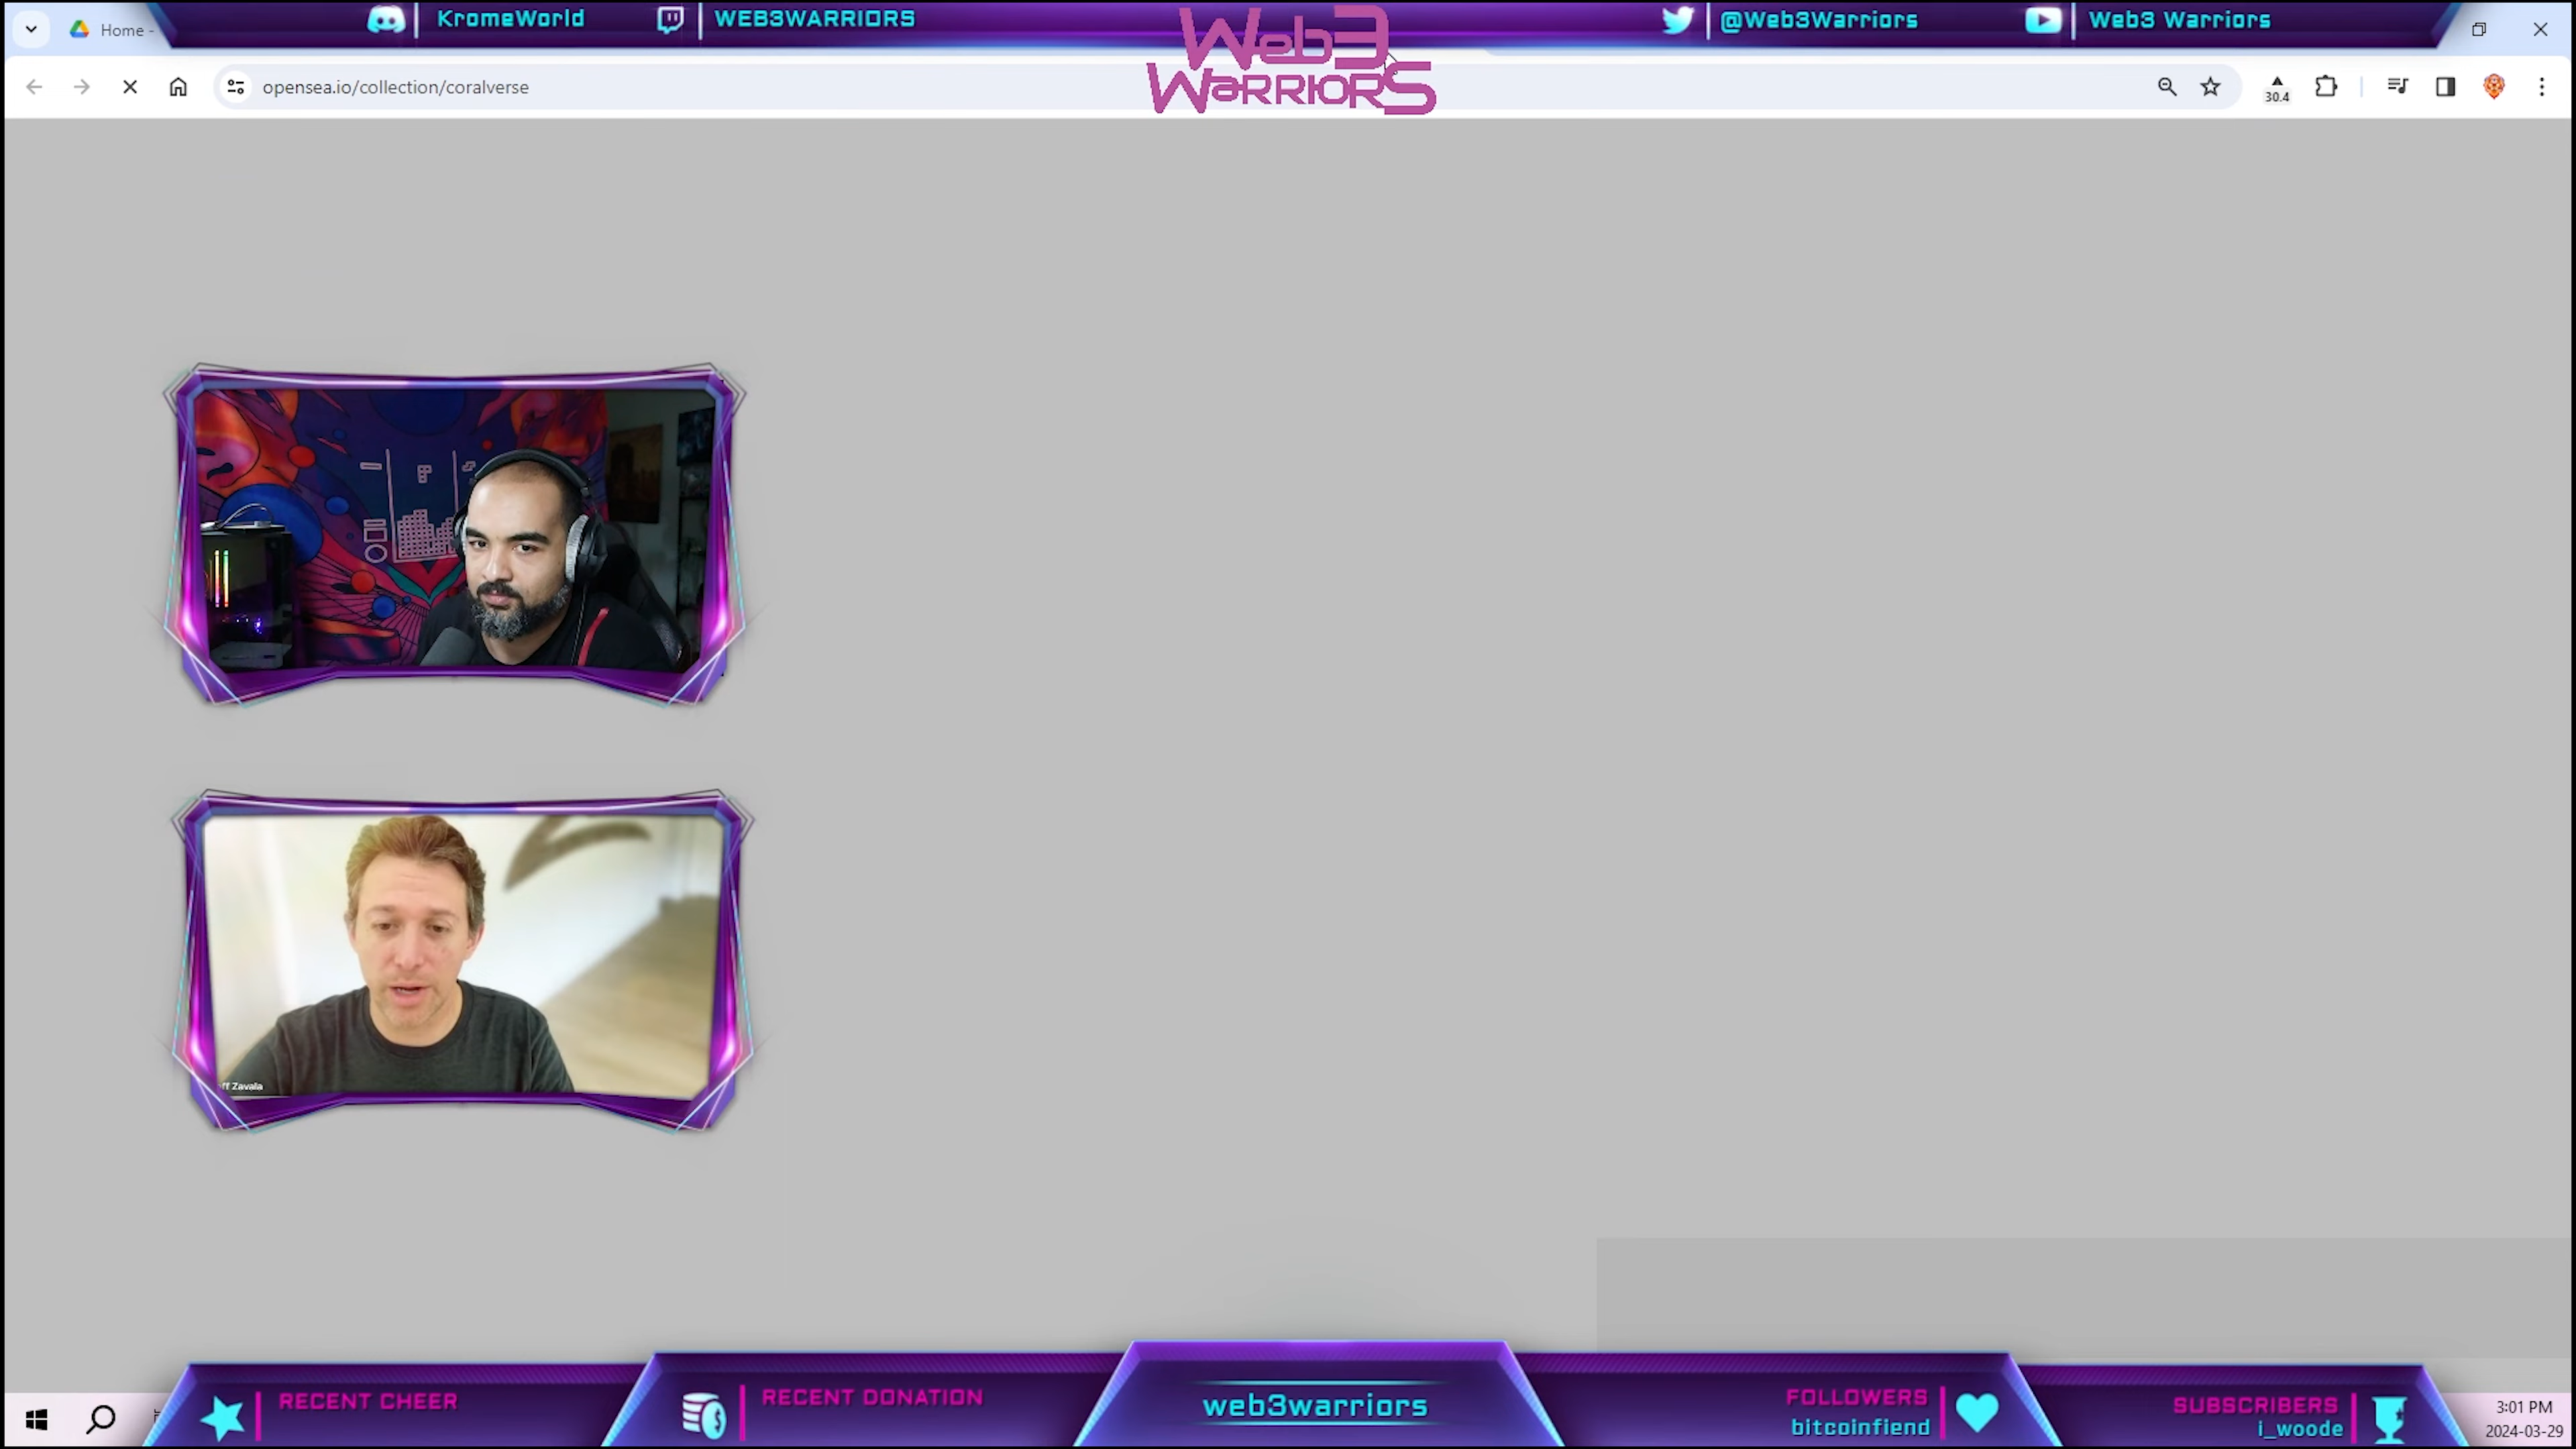 Home -
KromeWorld
WEB3WARRIORS
Web3
WARRIORS
@Web3Warriors
Web3 Warriors
opensea.io/collection/coralverse
30.4
ff Zavala
RECENT CHEER
RECENT DONATION
web3warriors
FOLLOWERS
bitcoinfiend
SUBSCRIBERS
i_woode
3:01 PM
2024-03-29